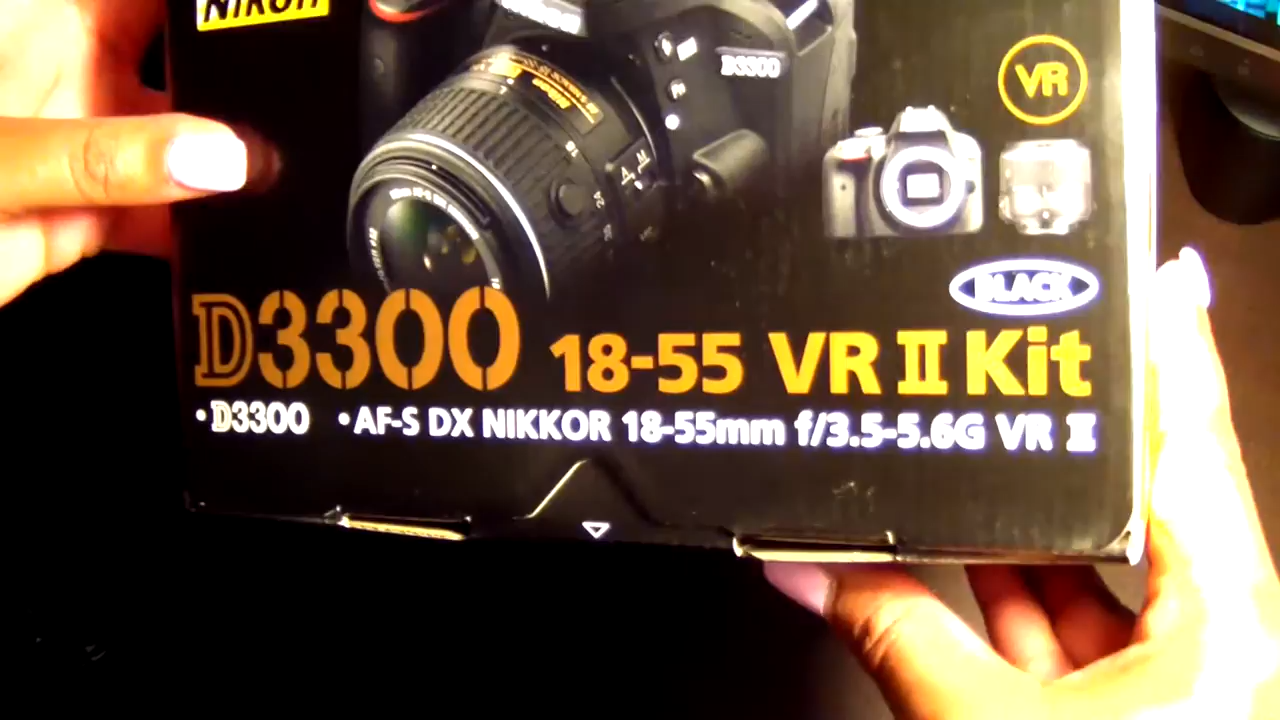 Nikon
D3300
VR
BLACK
D3300 18-55 VR II Kit
•D3300 •AF-S DX NIKKOR 18-55mm f/3.5-5.6G VR II